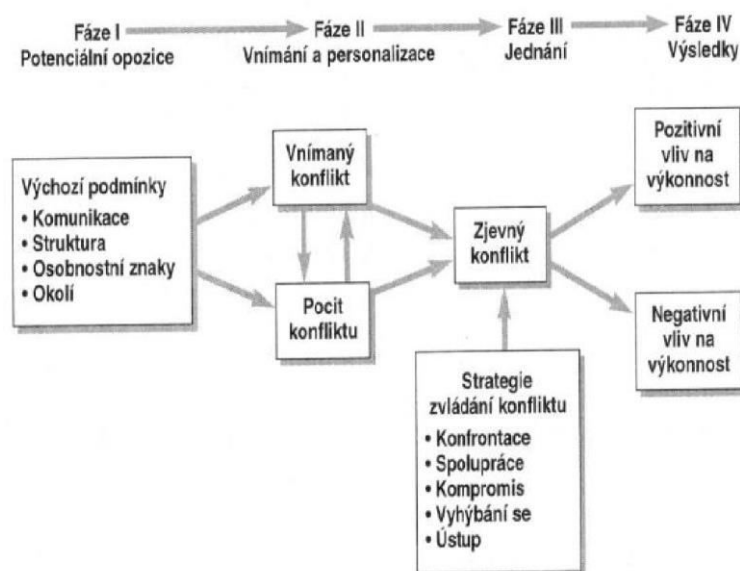 Fáze I
Potenciální opozice
Fáze II
Vnímání a personalizace
Fáze III
Jednání
Fáze IV
Výsledky
Výchozí podmínky
• Komunikace
• Struktura
• Osobnostní znaky
• Okolí
Vnímaný
konflikt
Pocit
konfliktu
Zjevný
konflikt
Strategie
zvládání konfliktu
• Konfrontace
• Spolupráce
• Kompromis
• Vyhýbání se
• Ústup
Pozitivní
vliv na
výkonnost
Negativní
vliv na
výkonnost